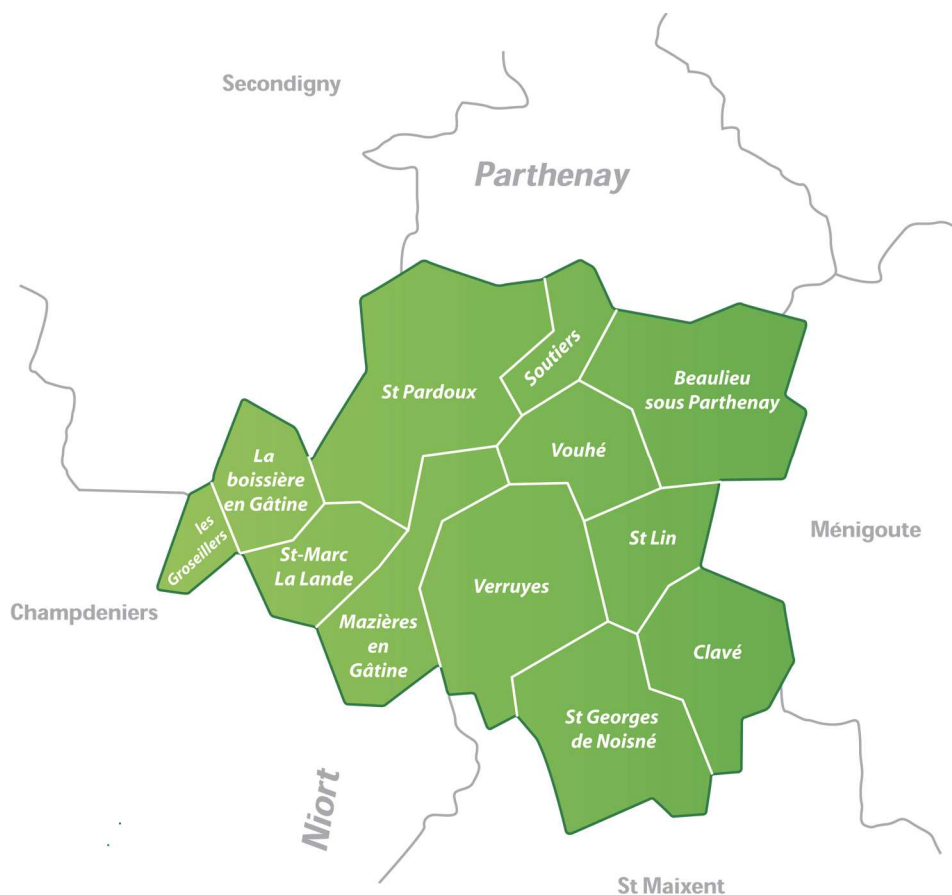 Secondigny
Parthenay
Soutiers
St Pardoux
Beaulieu
sous Parthenay
Vouhé
La
boissière
en Gâtine
les
Groseillers
St-Marc
La Lande
St Lin
Ménigoute
Verruyes
Champdeniers
Mazières
en
Gâtine
Clavé
St Georges
de Noisné
Niort
St Maixent